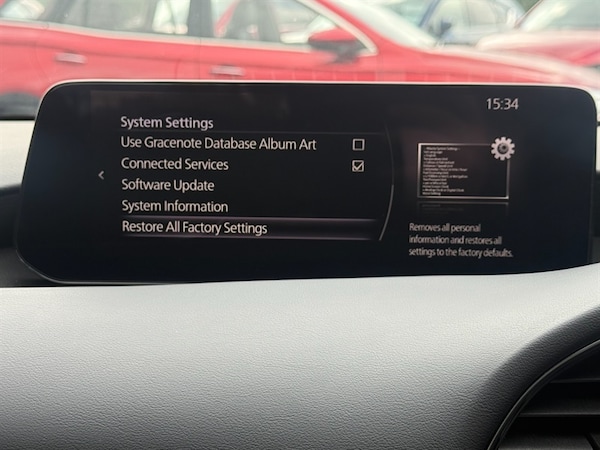 15:34
System Settings
Use Gracenote Database Album Art
Connected Services
Software Update
System Information
Restore All Factory Settings
Removes all personal
information and restores all
settings to the factory defaults.